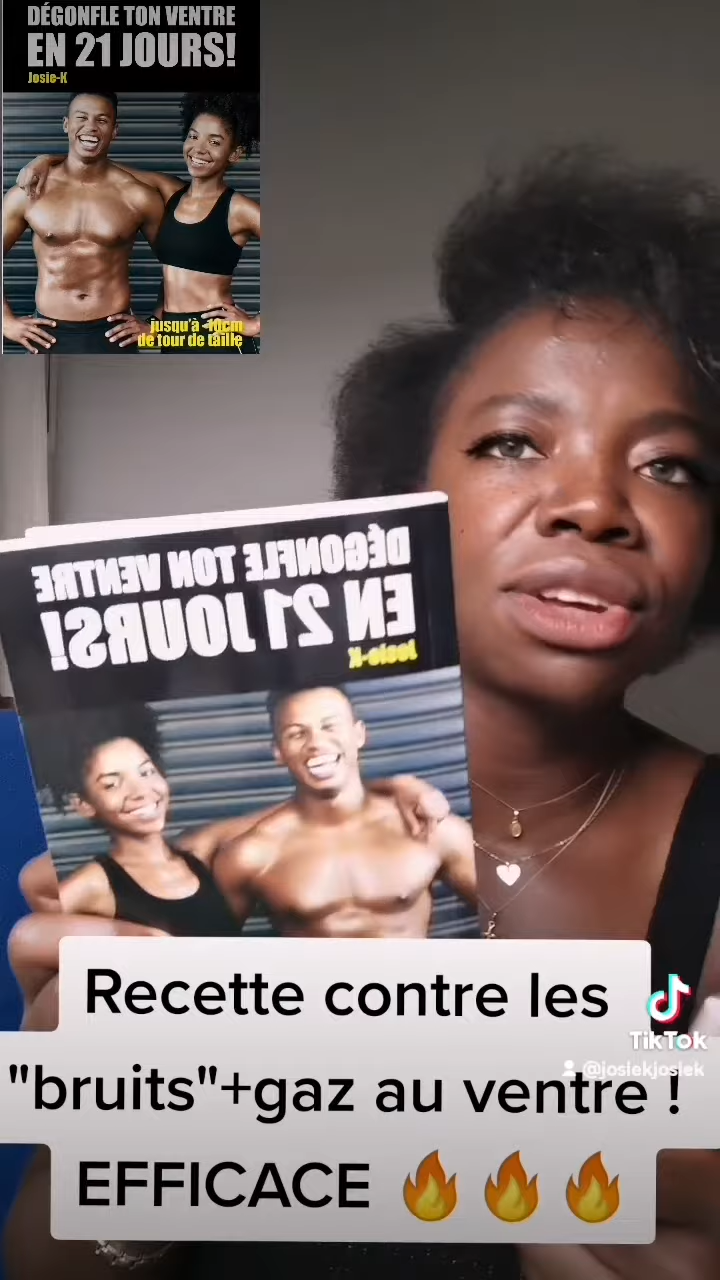 DÉGONFLE TON VENTRE
EN 21 JOURS!
Josie-K
jusqu'à -10cm
de tour de taille
DÉGONFLE TON VENTRE
EN 21 JOURS!
Josie-K
Recette contre les
"bruits"+gaz au ventre !
EFFICACE 🔥🔥🔥
TikTok
@josiekjosiek